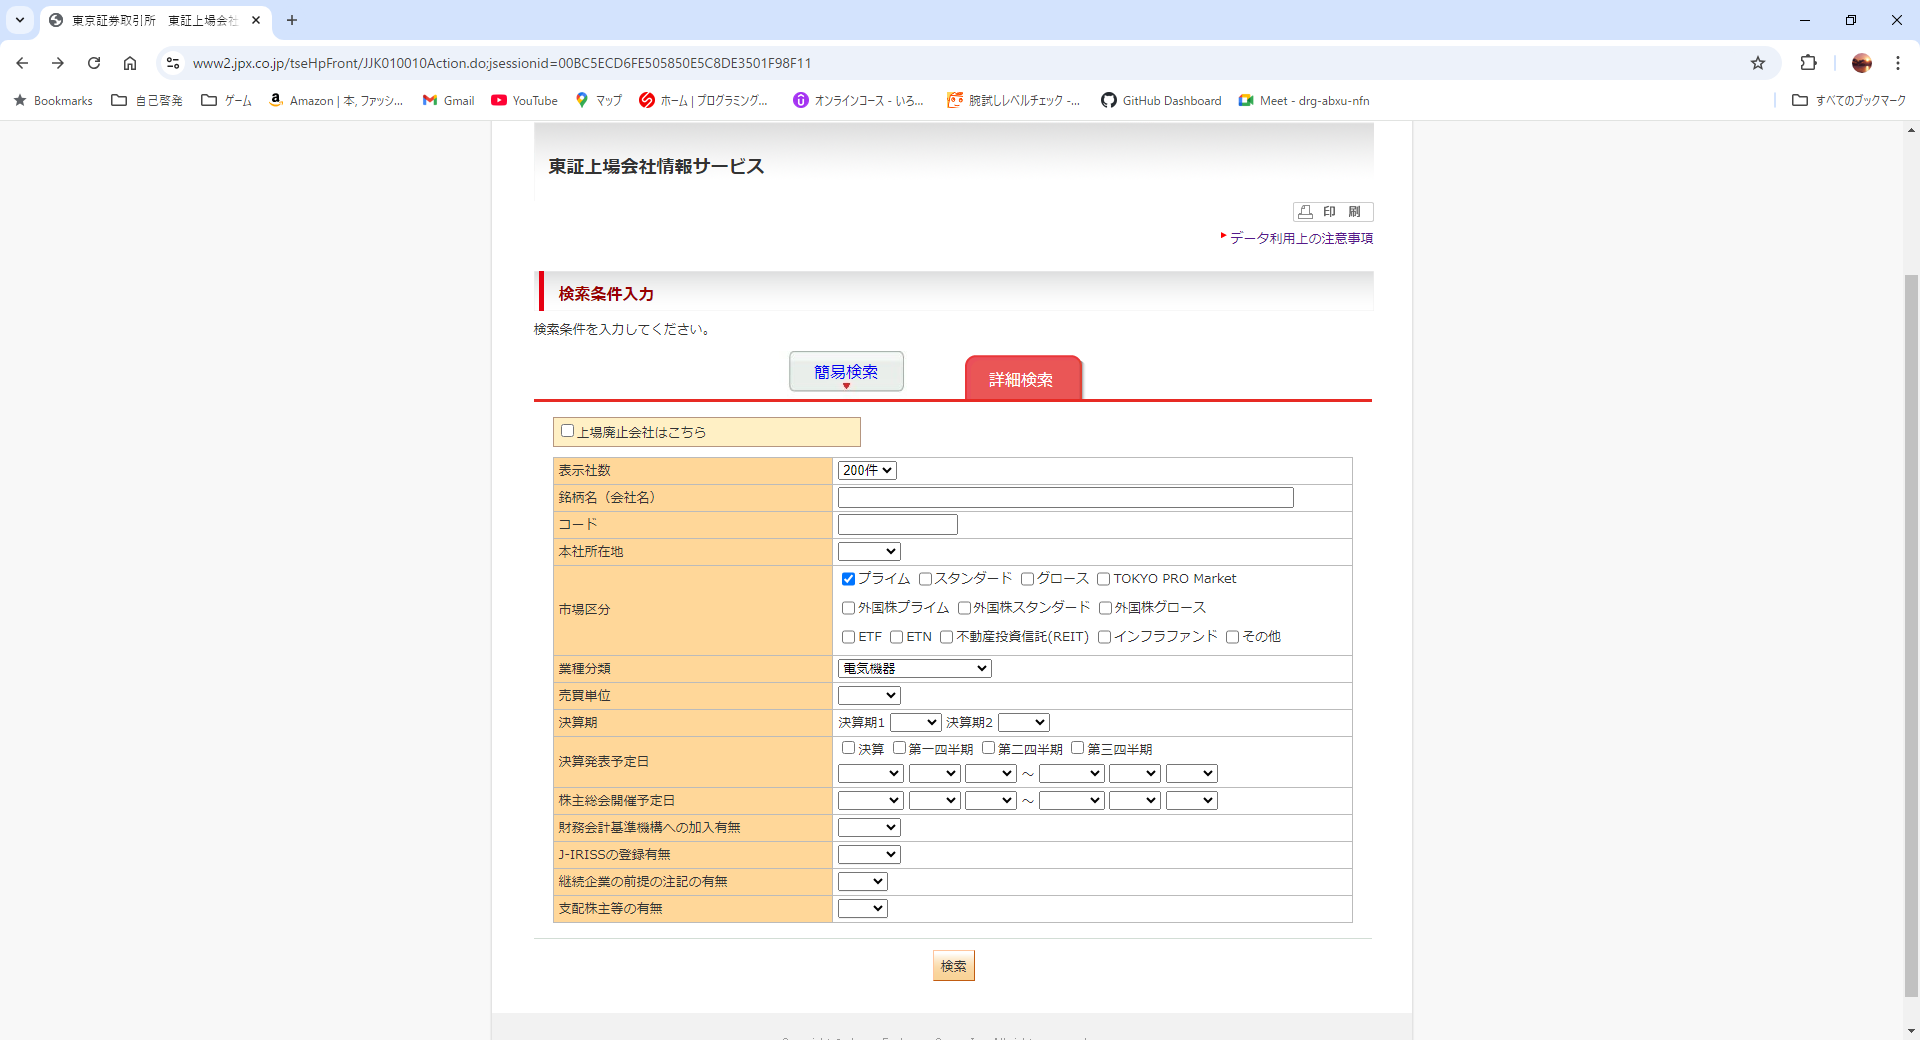 東京証券取引所　東証上場会社
www2.jpx.co.jp/tseHpFront/JJK010010Action.do;jsessionid=00BC5ECD6FE505850E5C8DE3501F98F11
Bookmarks 自己啓発 ゲーム Amazon | 本, ファッシ... Gmail YouTube マップ ホーム | プログラミング... オンラインコース - いろ... 腕試しレベルチェック -... GitHub Dashboard Meet - drg-abxu-nfn すべてのブックマーク
東証上場会社情報サービス
印 刷
データ利用上の注意事項
検索条件入力
検索条件を入力してください。
簡易検索 詳細検索
上場廃止会社はこちら
表示社数 200件
銘柄名（会社名）
コード
本社所在地
市場区分
プライム スタンダード グロース TOKYO PRO Market
外国株プライム 外国株スタンダード 外国株グロース
ETF ETN 不動産投資信託(REIT) インフラファンド その他
業種分類 電気機器
売買単位
決算期 決算期1 決算期2
決算発表予定日
決算 第一四半期 第二四半期 第三四半期
～
株主総会開催予定日 ～
財務会計基準機構への加入有無
J-IRISSの登録有無
継続企業の前提の注記の有無
支配株主等の有無
検索